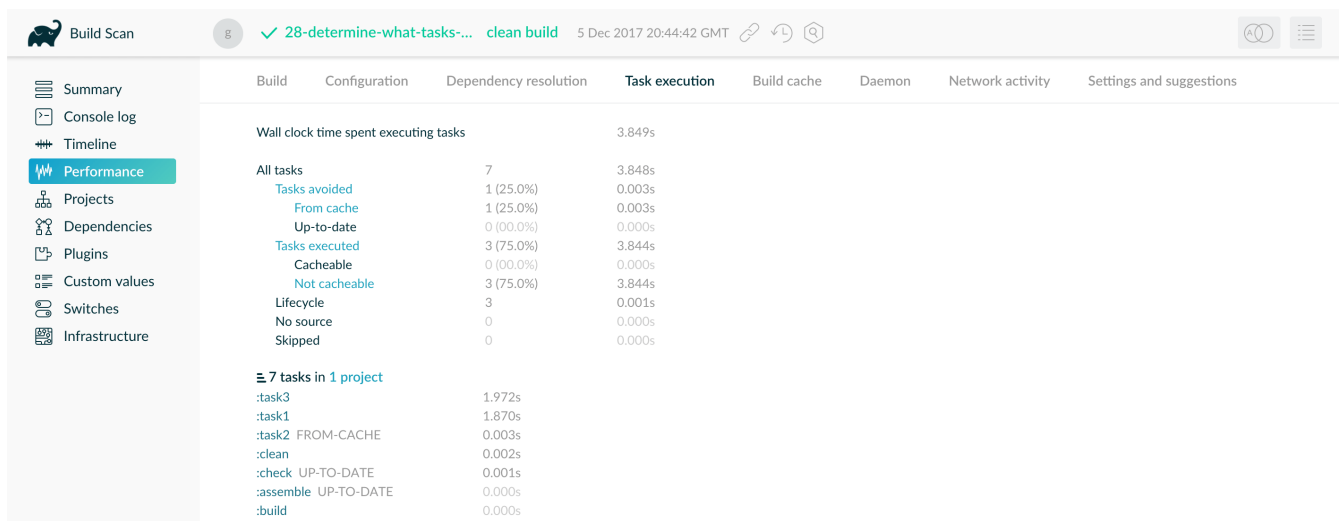 Build Scan
g 28-determine-what-tasks-... clean build 5 Dec 2017 20:44:42 GMT
Summary
Console log
Timeline
Performance
Projects
Dependencies
Plugins
Custom values
Switches
Infrastructure
Build Configuration Dependency resolution Task execution Build cache Daemon Network activity Settings and suggestions
Wall clock time spent executing tasks 3.849s
All tasks 7 3.848s
Tasks avoided 1 (25.0%) 0.003s
From cache 1 (25.0%) 0.003s
Up-to-date 0 (00.0%) 0.000s
Tasks executed 3 (75.0%) 3.844s
Cacheable 0 (00.0%) 0.000s
Not cacheable 3 (75.0%) 3.844s
Lifecycle 3 0.001s
No source 0 0.000s
Skipped 0 0.000s
7 tasks in 1 project
:task3 1.972s
:task1 1.870s
:task2 FROM-CACHE 0.003s
:clean 0.002s
:check UP-TO-DATE 0.001s
:assemble UP-TO-DATE 0.000s
:build 0.000s